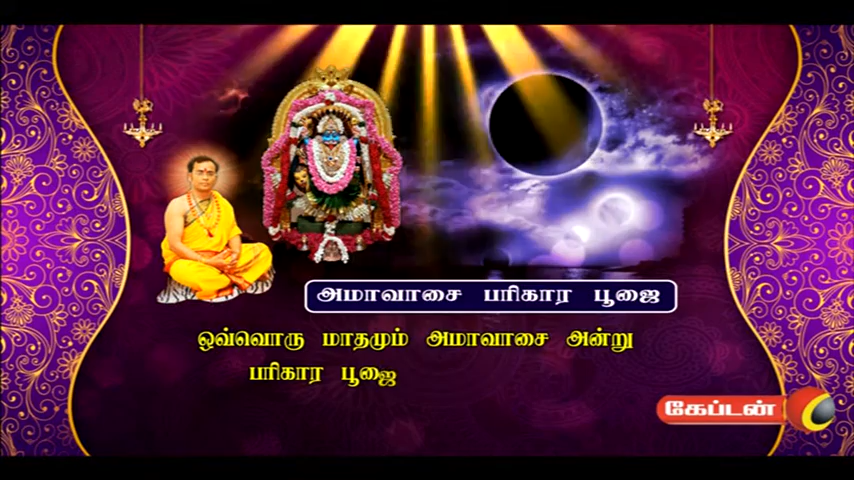 அமாவாசை பரிகார பூஜை
ஒவ்வொரு மாதமும் அமாவாசை அன்று
பரிகார பூஜை
கேப்டன்